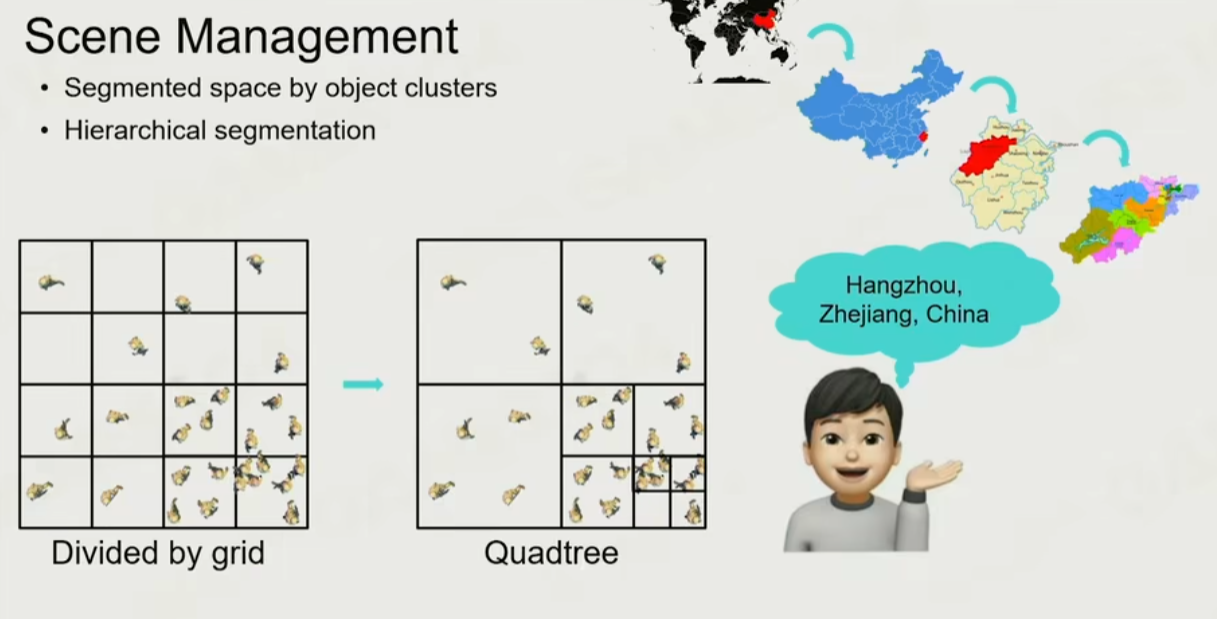 Scene Management
• Segmented space by object clusters
• Hierarchical segmentation
Hangzhou,
Zhejiang, China
Divided by grid
Quadtree